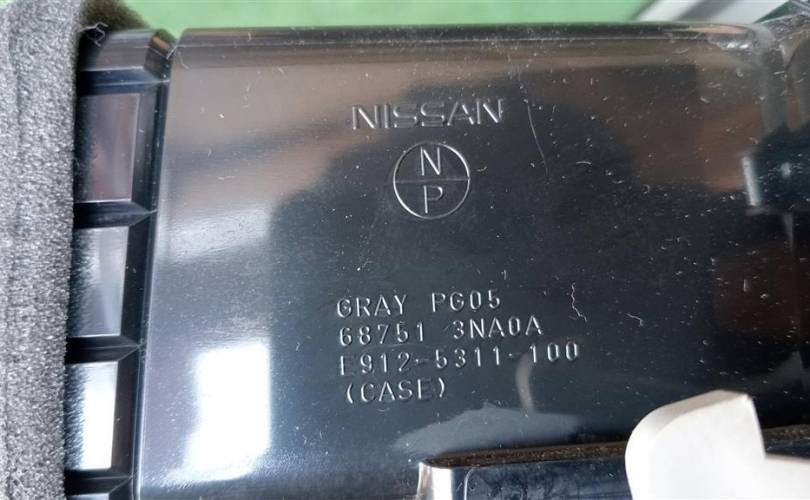 NISSAN
N
P
GRAY PG05
68751 3NA0A
E912-5311-100
(CASE)